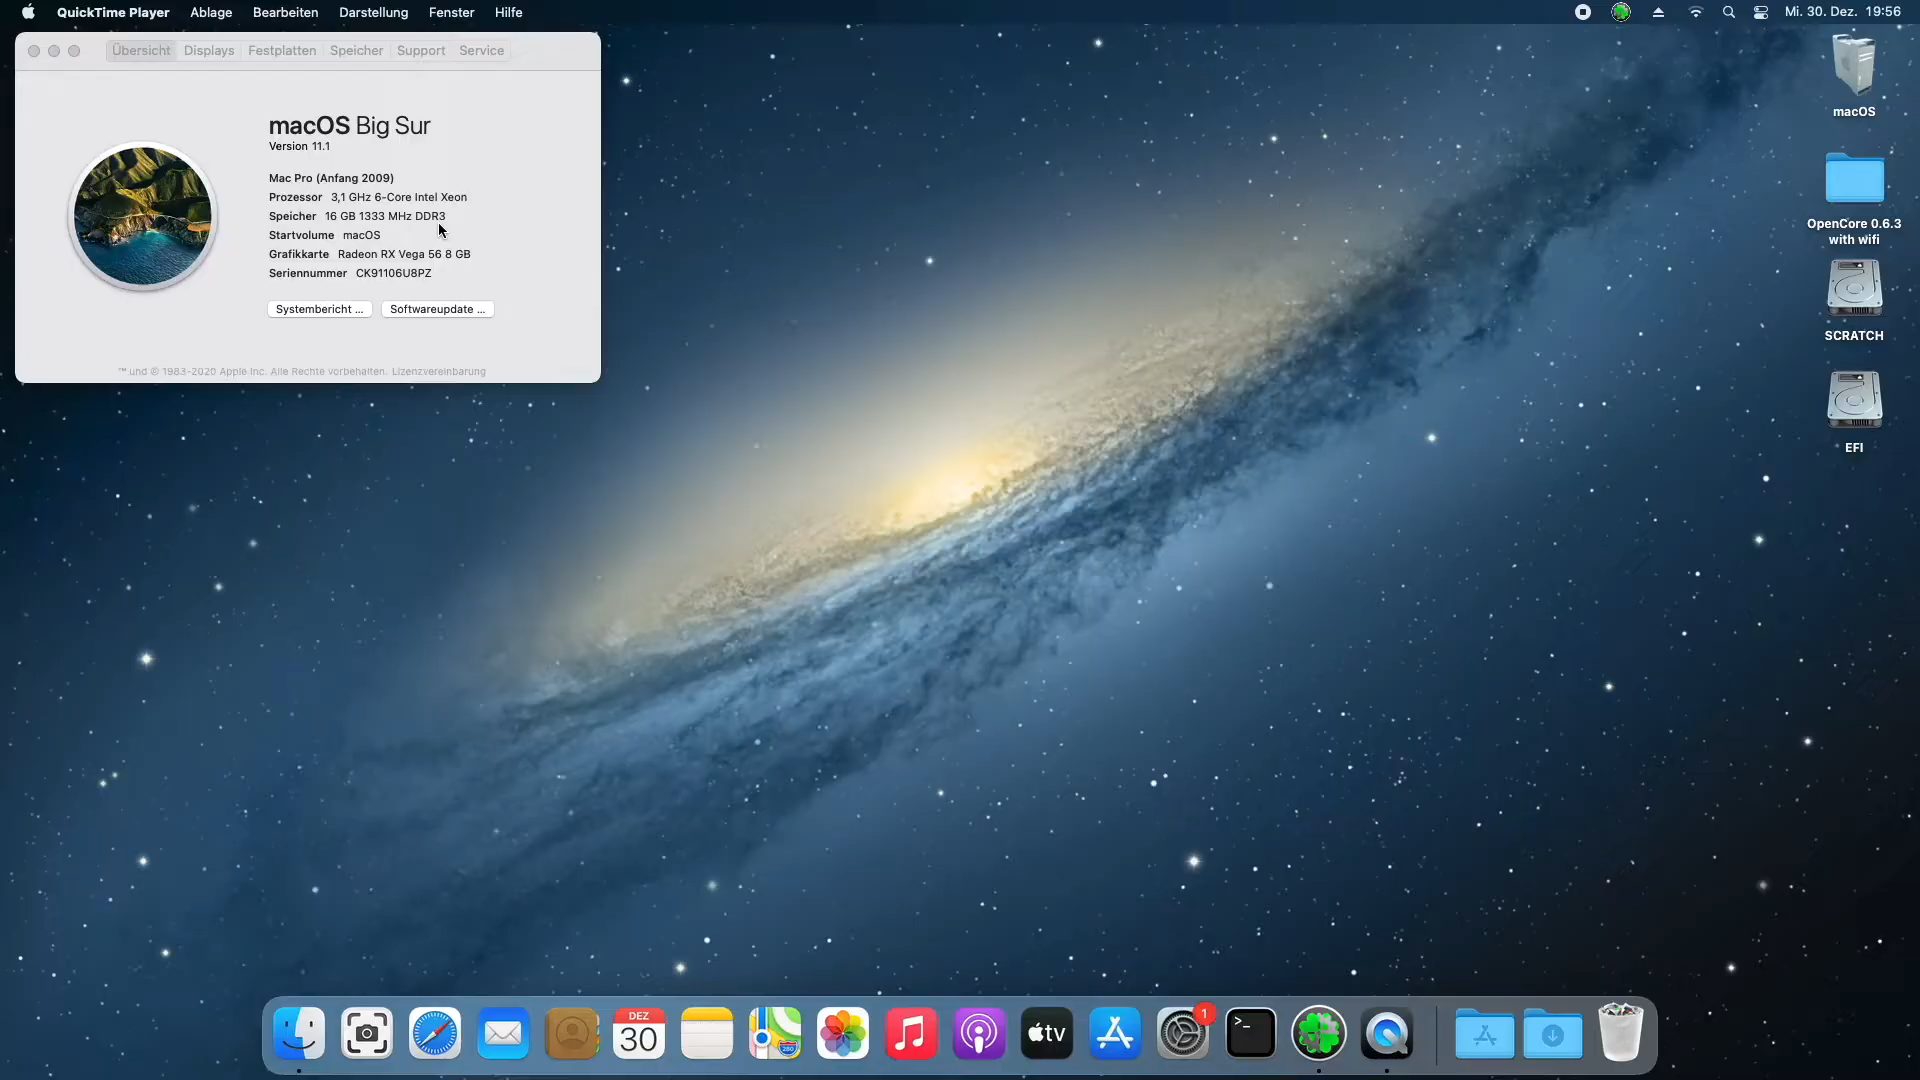 QuickTime Player Ablage Bearbeiten Darstellung Fenster Hilfe Mi. 30. Dez. 19:56
Übersicht Displays Festplatten Speicher Support Service
macOS Big Sur
Version 11.1
Mac Pro (Anfang 2009)
Prozessor 3,1 GHz 6-Core Intel Xeon
Speicher 16 GB 1333 MHz DDR3
Startvolume macOS
Grafikkarte Radeon RX Vega 56 8 GB
Seriennummer CK91106U8PZ
Systembericht ... Softwareupdate ...
™ und © 1983-2020 Apple Inc. Alle Rechte vorbehalten. Lizenzvereinbarung
macOS
OpenCore 0.6.3
with wifi
SCRATCH
EFI
DEZ
30
280
tv
1
>_